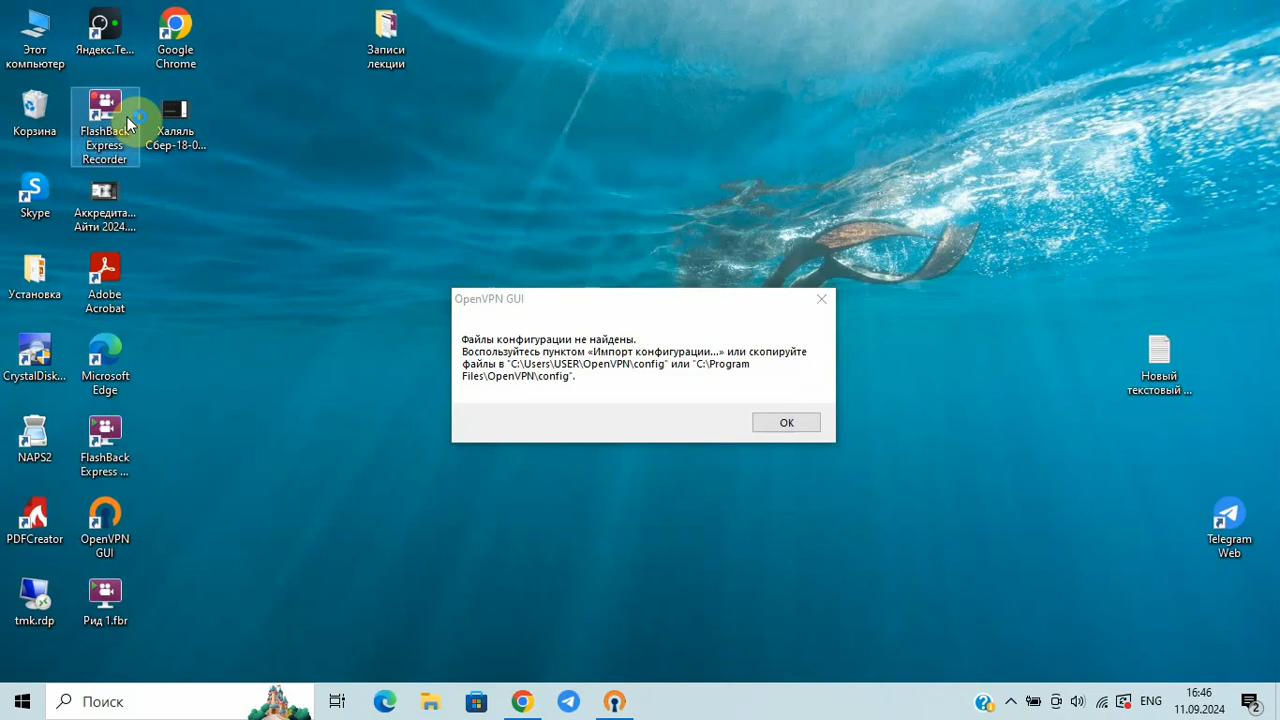 Этот
компьютер
Яндекс.Те...
Google
Chrome
Записи
лекции
Корзина
FlashBack
Express
Recorder
Халяль
Сбер-18-0...
Skype
Аккредита...
Айти 2024....
Установка
Adobe
Acrobat
CrystalDisk...
Microsoft
Edge
NAPS2
FlashBack
Express ...
PDFCreator
OpenVPN
GUI
tmk.rdp
Рид 1.fbr
OpenVPN GUI
Файлы конфигурации не найдены.
Воспользуйтесь пунктом «Импорт конфигурации...» или скопируйте
файлы в "C:\Users\USER\OpenVPN\config" или "C:\Program
Files\OpenVPN\config".
OK
Новый
текстовый ...
Telegram
Web
Поиск
ENG
16:46
11.09.2024
2